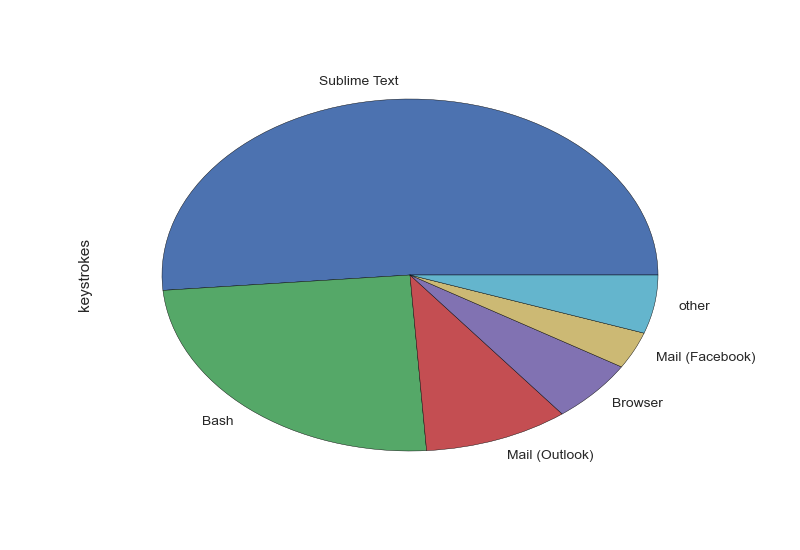 Sublime Text
keystrokes
other
Mail (Facebook)
Browser
Bash
Mail (Outlook)